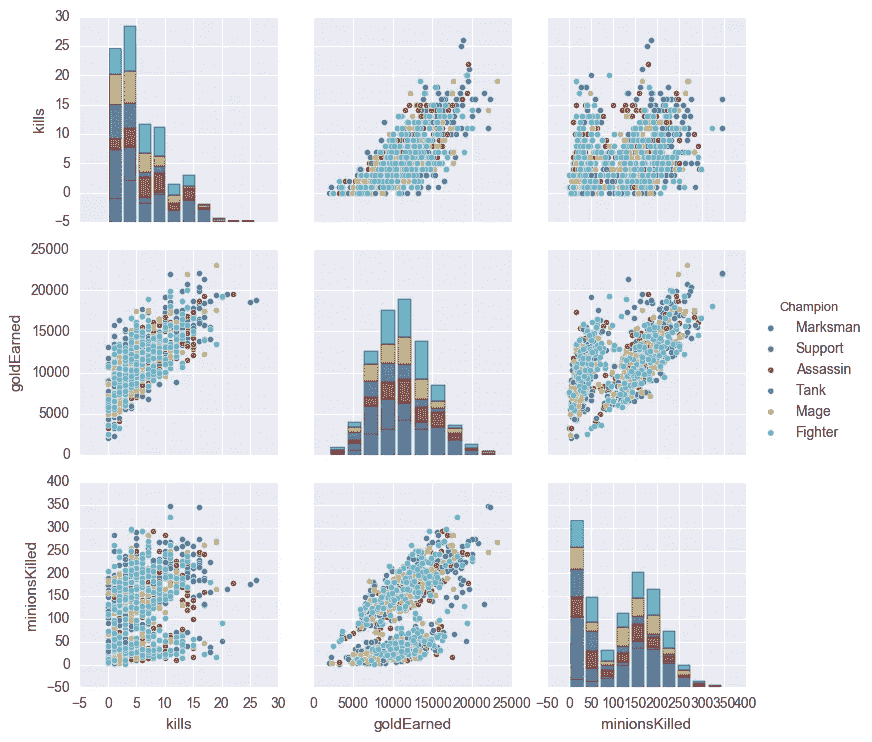 30
25
20
15
10
5
0
−5
kills
25000
20000
15000
10000
5000
0
goldEarned
Champion
Marksman
Support
Assassin
Tank
Mage
Fighter
400
350
300
250
200
150
100
50
0
−50
minionsKilled
−5 0 5 10 15 20 25 30
0 5000 10000 15000 20000 25000
−50 0 50 100 150 200 250 300 350 400
kills
goldEarned
minionsKilled